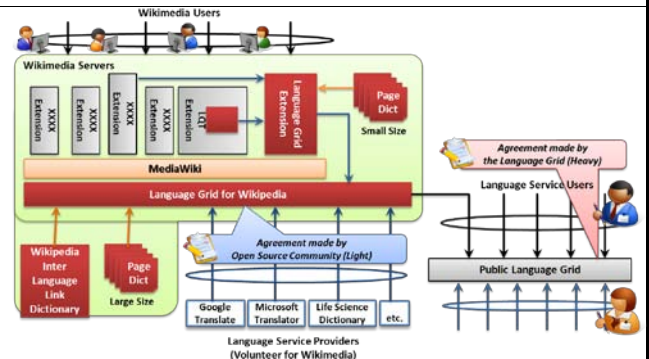 Wikimedia Users
Wikimedia Servers
XXXX
Extension
XXXX
Extension
XXXX
Extension
XXXX
Extension
LQT
Extension
Language Grid
Extension
Page
Dict
Small Size
MediaWiki
Language Grid for Wikipedia
Agreement made by
the Language Grid (Heavy)
Language Service Users
Wikipedia
Inter
Language
Link
Dictionary
Page
Dict
Large Size
Agreement made by
Open Source Community (Light)
Public Language Grid
Google
Translate
Microsoft
Translator
Life Science
Dictionary
etc.
Language Service Providers
(Volunteer for Wikimedia)